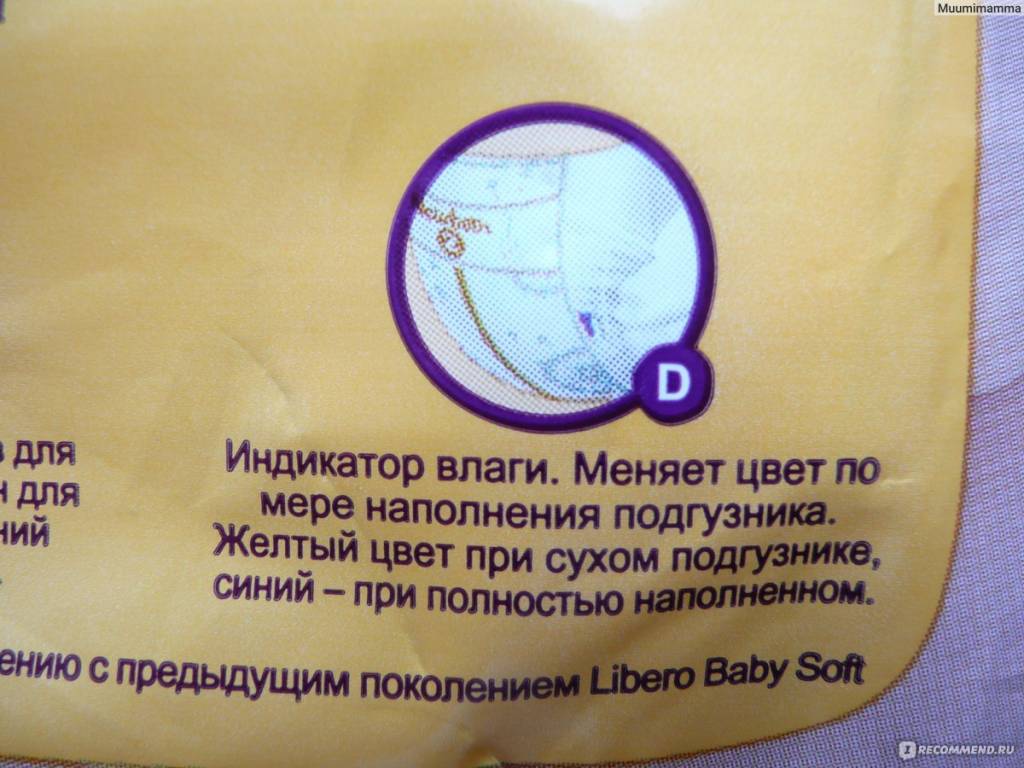 Muumimamma
D
для
Индикатор влаги. Меняет цвет по
для
мере наполнения подгузника.
ний
Желтый цвет при сухом подгузнике,
синий – при полностью наполненном.
ению с предыдущим поколением Libero Baby Soft
I RECOMMEND.RU